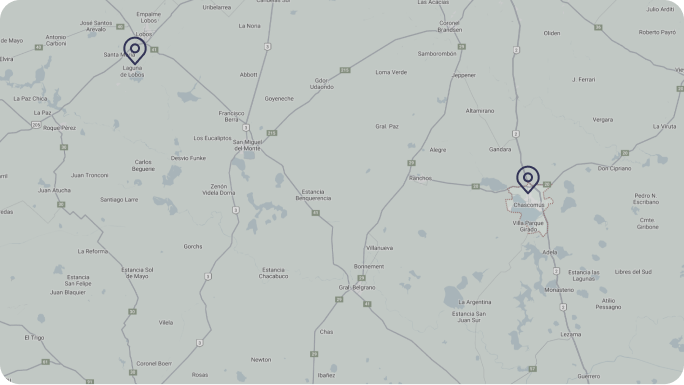 Uribelarrea
Las Acacias
Julio Arditi
Empalme
Lobos
José Santos
Arevalo
Lobos
La Noria
Coronel
Brandsen
Oliden
Roberto Payró
de Mayo
Antonio
Carboni
Elvira
Santa María
Samborombón
Laguna
de Lobos
Abbott
Gdor.
Udaondo
Loma Verde
Jeppener
J. Ferrari
La Paz Chica
Goyeneche
La Paz
Francisco
Berra
Altamirano
Vergara
Roque Pérez
Los Eucaliptos
San Miguel
del Monte
Gral. Paz
La Viruta
Carlos
Beguerie
Desvio Funke
Alegre
Gandara
Don Cipriano
Juan Tronconi
Ranchos
Juan Atucha
Zenón
Videla Dorna
Estancia
Benquerencia
Santiago Larre
Chascomús
Pedro N
Escribano
Villa Parque
Girado
Cmte
Giribone
La Reforma
Gorchs
Villanueva
Adela
Estancia Sol
de Mayo
Estancia
Chacabuco
Bonnement
Estancia las
Lagunas
Libres del Sud
Estancia
San Felipe
Juan Blaquier
Gral. Belgrano
Monasterio
La Argentina
Atilio
Pessagno
Estancia San
Juan Sur
Vilela
Chas
Lezama
El Trigo
Coronel Boerr
Newton
Rosas
Ibañez
Guerrero